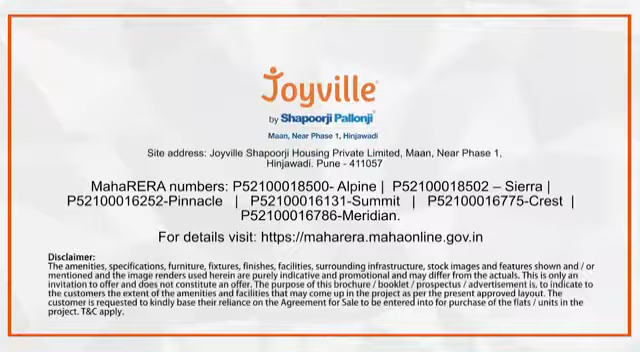 Joyville
by Shapoorji Pallonji
Maan, Near Phase 1, Hinjawadi
Site address: Joyville Shapoorji Housing Private Limited, Maan, Near Phase 1,
Hinjawadi. Pune - 411057
MahaRERA numbers: P52100018500- Alpine | P52100018502 – Sierra |
P52100016252-Pinnacle | P52100016131-Summit | P52100016775-Crest |
P52100016786-Meridian.
For details visit: https://maharera.mahaonline.gov.in
Disclaimer:
The amenities, specifications, furniture, fixtures, finishes, facilities, surrounding infrastructure, stock images and features shown and / or
mentioned and the image renders used herein are purely indicative and promotional and may differ from the actuals. This is only an
invitation to offer and does not constitute an offer. The purpose of this brochure / booklet / prospectus / advertisement is, to indicate to
the customers the extent of the amenities and facilities that may come up in the project as per the present approved layout. The
customer is requested to kindly base their reliance on the Agreement for Sale to be entered into for purchase of the flats / units in the
project. T&C apply.